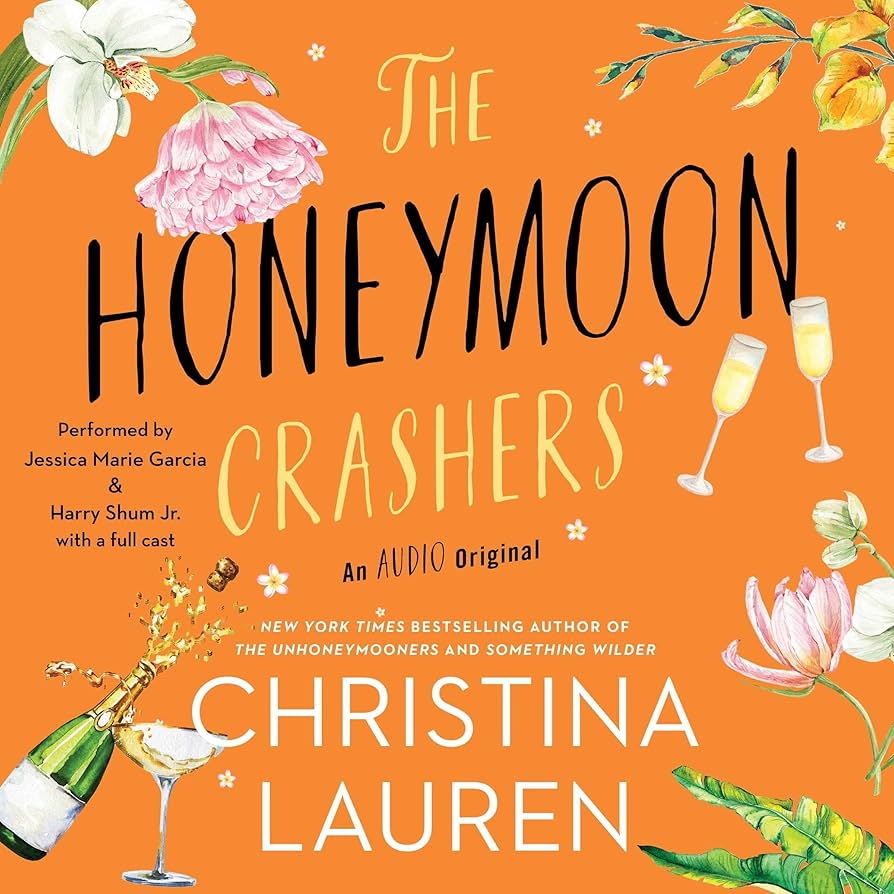 THE
HONEYMOON
CRASHERS
Performed by
Jessica Marie Garcia
&
Harry Shum Jr.
with a full cast
An AUDIO Original
NEW YORK TIMES BESTSELLING AUTHOR OF
THE UNHONEYMOONERS AND SOMETHING WILDER
CHRISTINA
LAUREN